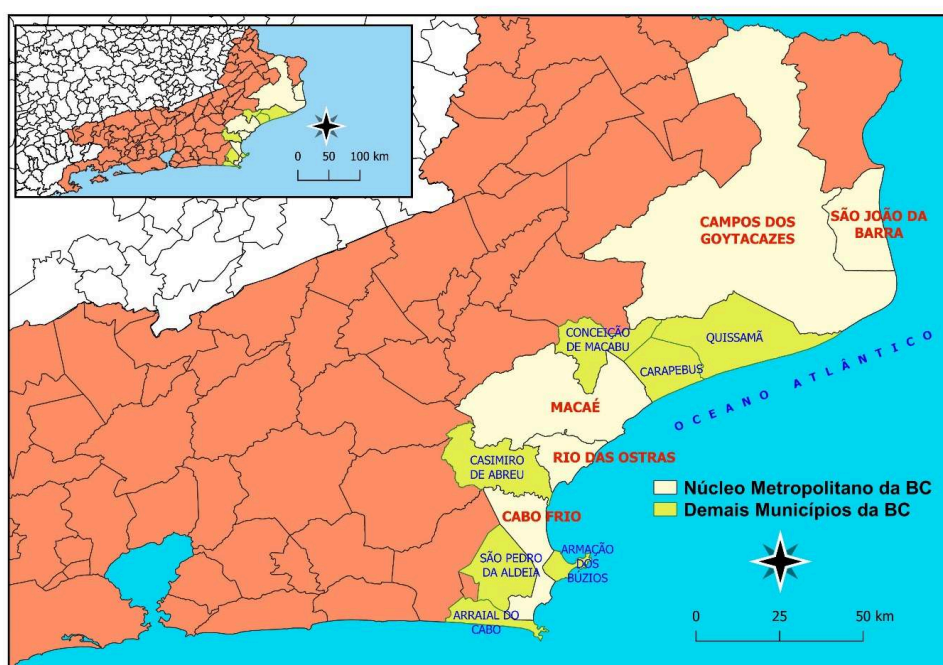 0 50 100 km
CAMPOS DOS
GOYTACAZES
SÃO JOÃO DA
BARRA
CONCEIÇÃO
DE MACABU
QUISSAMÃ
CARAPEBUS
OCEANO ATLÂNTICO
MACAÉ
CASIMIRO
DE ABREU
RIO DAS OSTRAS
Núcleo Metropolitano da BC
Demais Municípios da BC
CABO FRIO
SÃO PEDRO
DA ALDEIA
ARMAÇÃO
DOS
BÚZIOS
ARRAIAL DO
CABO
0 25 50 km